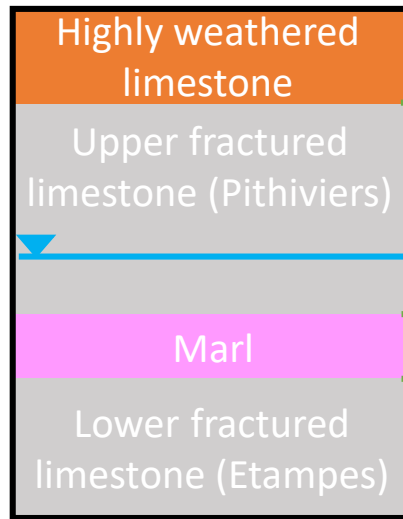 Highly weathered
limestone
Upper fractured
limestone (Pithiviers)
Marl
Lower fractured
limestone (Etampes)